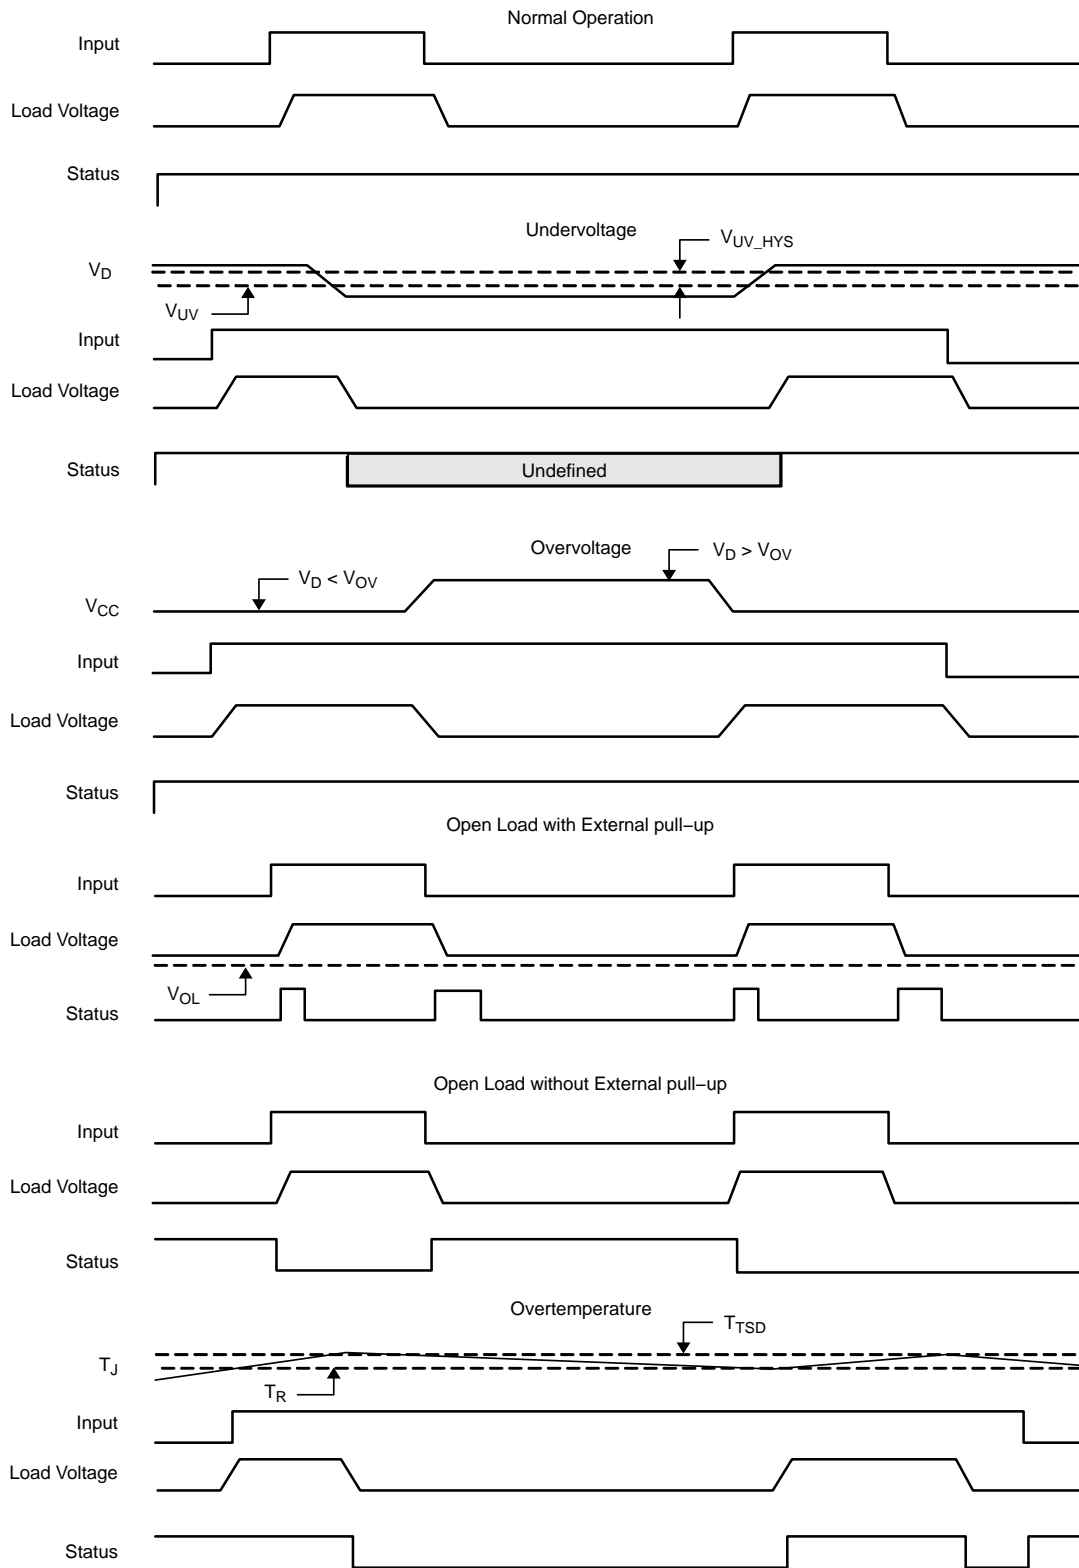 Normal Operation
Input
Load Voltage
Status
Undervoltage
V_UV_HYS
V_D
V_UV
Input
Load Voltage
Status
Undefined
Overvoltage
V_D > V_OV
V_D < V_OV
V_CC
Input
Load Voltage
Status
Open Load with External pull−up
Input
Load Voltage
V_OL
Status
Open Load without External pull−up
Input
Load Voltage
Status
Overtemperature
T_TSD
T_J
T_R
Input
Load Voltage
Status